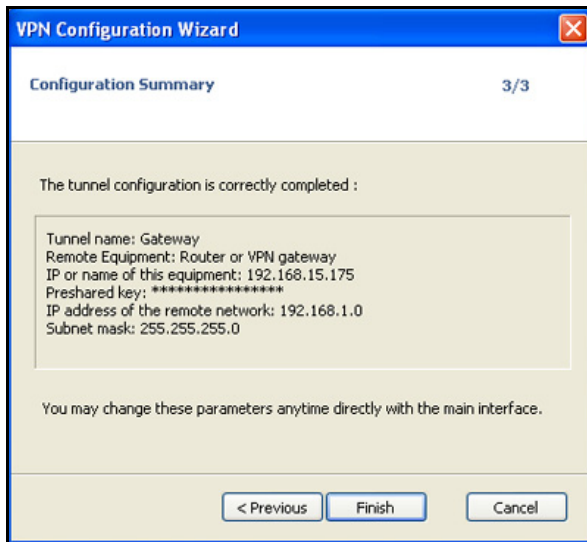 VPN Configuration Wizard
Configuration Summary 3/3
The tunnel configuration is correctly completed :
Tunnel name: Gateway
Remote Equipment: Router or VPN gateway
IP or name of this equipment: 192.168.15.175
Preshared key: ****************
IP address of the remote network: 192.168.1.0
Subnet mask: 255.255.255.0
You may change these parameters anytime directly with the main interface.
< Previous Finish Cancel